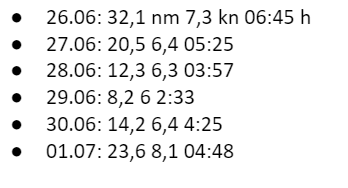 ● 26.06: 32,1 nm 7,3 kn 06:45 h
● 27.06: 20,5 6,4 05:25
● 28.06: 12,3 6,3 03:57
● 29.06: 8,2 6 2:33
● 30.06: 14,2 6,4 4:25
● 01.07: 23,6 8,1 04:48